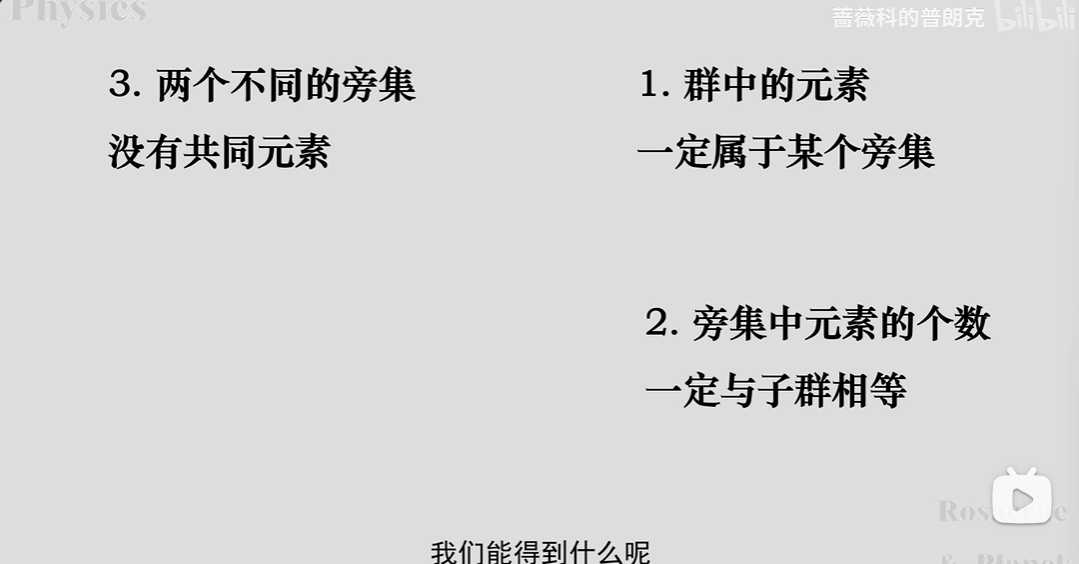 Physics
蔷薇科的普朗克 bilibili
3. 两个不同的旁集
没有共同元素
1. 群中的元素
一定属于某个旁集
2. 旁集中元素的个数
一定与子群相等
我们能得到什么呢